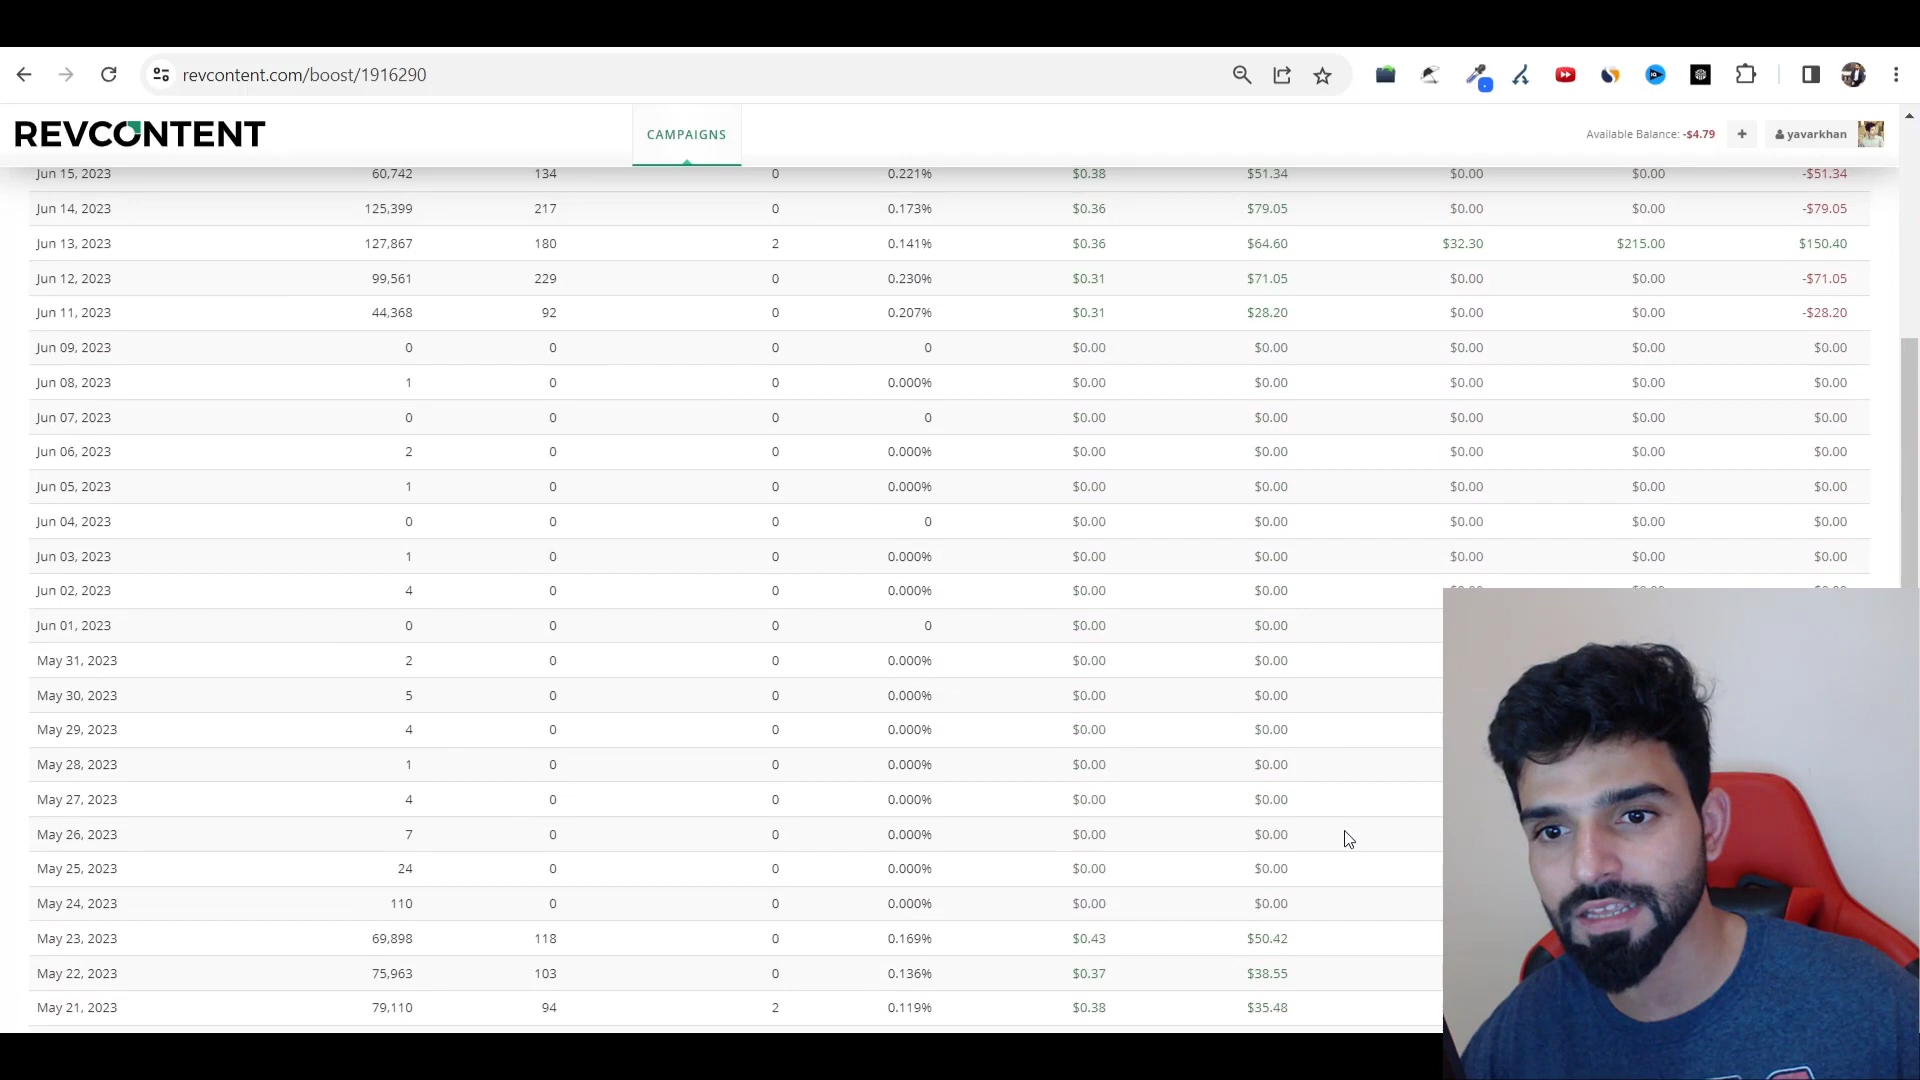 revcontent.com/boost/1916290
REVCONTENT
CAMPAIGNS
Available Balance: -$4.79
+
yavarkhan
Jun 15, 2023 60,742 134 0 0.221% $0.38 $51.34 $0.00 $0.00 -$51.34
Jun 14, 2023 125,399 217 0 0.173% $0.36 $79.05 $0.00 $0.00 -$79.05
Jun 13, 2023 127,867 180 2 0.141% $0.36 $64.60 $32.30 $215.00 $150.40
Jun 12, 2023 99,561 229 0 0.230% $0.31 $71.05 $0.00 $0.00 -$71.05
Jun 11, 2023 44,368 92 0 0.207% $0.31 $28.20 $0.00 $0.00 -$28.20
Jun 09, 2023 0 0 0 0 $0.00 $0.00 $0.00 $0.00 $0.00
Jun 08, 2023 1 0 0 0.000% $0.00 $0.00 $0.00 $0.00 $0.00
Jun 07, 2023 0 0 0 0 $0.00 $0.00 $0.00 $0.00 $0.00
Jun 06, 2023 2 0 0 0.000% $0.00 $0.00 $0.00 $0.00 $0.00
Jun 05, 2023 1 0 0 0.000% $0.00 $0.00 $0.00 $0.00 $0.00
Jun 04, 2023 0 0 0 0 $0.00 $0.00 $0.00 $0.00 $0.00
Jun 03, 2023 1 0 0 0.000% $0.00 $0.00 $0.00 $0.00 $0.00
Jun 02, 2023 4 0 0 0.000% $0.00 $0.00
Jun 01, 2023 0 0 0 0 $0.00 $0.00
May 31, 2023 2 0 0 0.000% $0.00 $0.00
May 30, 2023 5 0 0 0.000% $0.00 $0.00
May 29, 2023 4 0 0 0.000% $0.00 $0.00
May 28, 2023 1 0 0 0.000% $0.00 $0.00
May 27, 2023 4 0 0 0.000% $0.00 $0.00
May 26, 2023 7 0 0 0.000% $0.00 $0.00
May 25, 2023 24 0 0 0.000% $0.00 $0.00
May 24, 2023 110 0 0 0.000% $0.00 $0.00
May 23, 2023 69,898 118 0 0.169% $0.43 $50.42
May 22, 2023 75,963 103 0 0.136% $0.37 $38.55
May 21, 2023 79,110 94 2 0.119% $0.38 $35.48